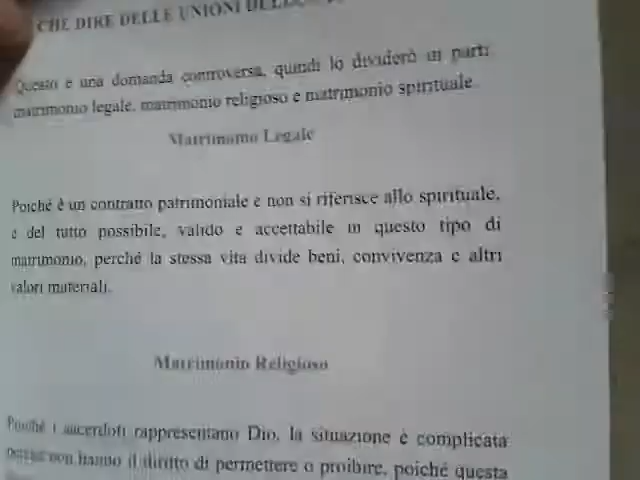 CHE DIRE DELLE UNIONI
Questo è una domanda controversa, quindi lo dividerò in parti
matrimonio legale, matrimonio religioso e matrimonio spirituale.
Matrimonio Legale
Poiché è un contratto patrimoniale e non si riferisce allo spirituale,
è del tutto possibile, valido e accettabile in questo tipo di
matrimonio, perché la stessa vita divide beni, convivenza e altri
valori materiali.
Matrimonio Religioso
Poiché i sacerdoti rappresentano Dio, la situazione è complicata
non hanno il diritto di permettere o proibire, poiché questa